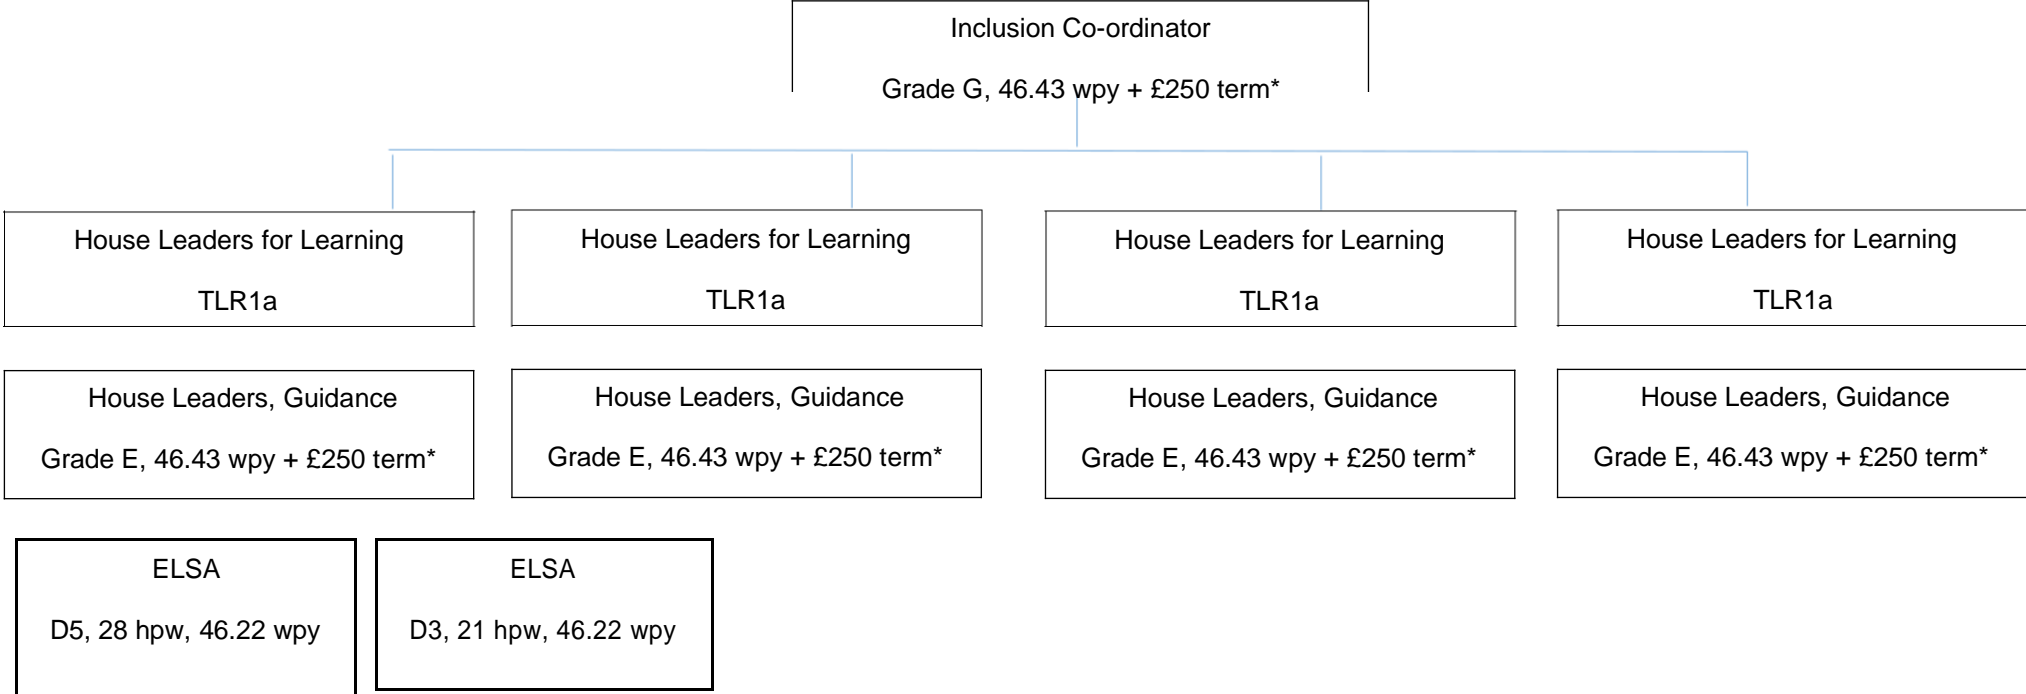 Inclusion Co-ordinator
Grade G, 46.43 wpy + £250 term*
House Leaders for Learning
TLR1a
House Leaders for Learning
TLR1a
House Leaders for Learning
TLR1a
House Leaders for Learning
TLR1a
House Leaders, Guidance
Grade E, 46.43 wpy + £250 term*
House Leaders, Guidance
Grade E, 46.43 wpy + £250 term*
House Leaders, Guidance
Grade E, 46.43 wpy + £250 term*
House Leaders, Guidance
Grade E, 46.43 wpy + £250 term*
ELSA
D5, 28 hpw, 46.22 wpy
ELSA
D3, 21 hpw, 46.22 wpy